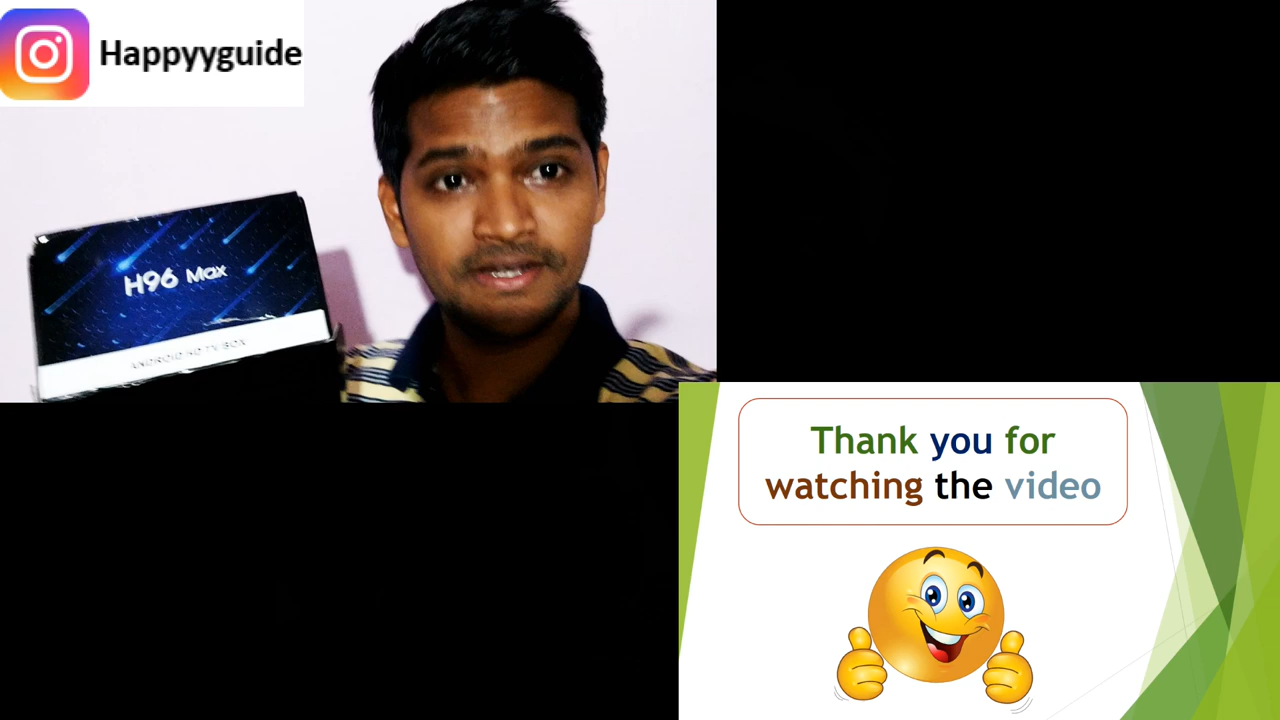 Happyyguide
H96 Max
ANDROID HD TV BOX
Thank you for
watching the video